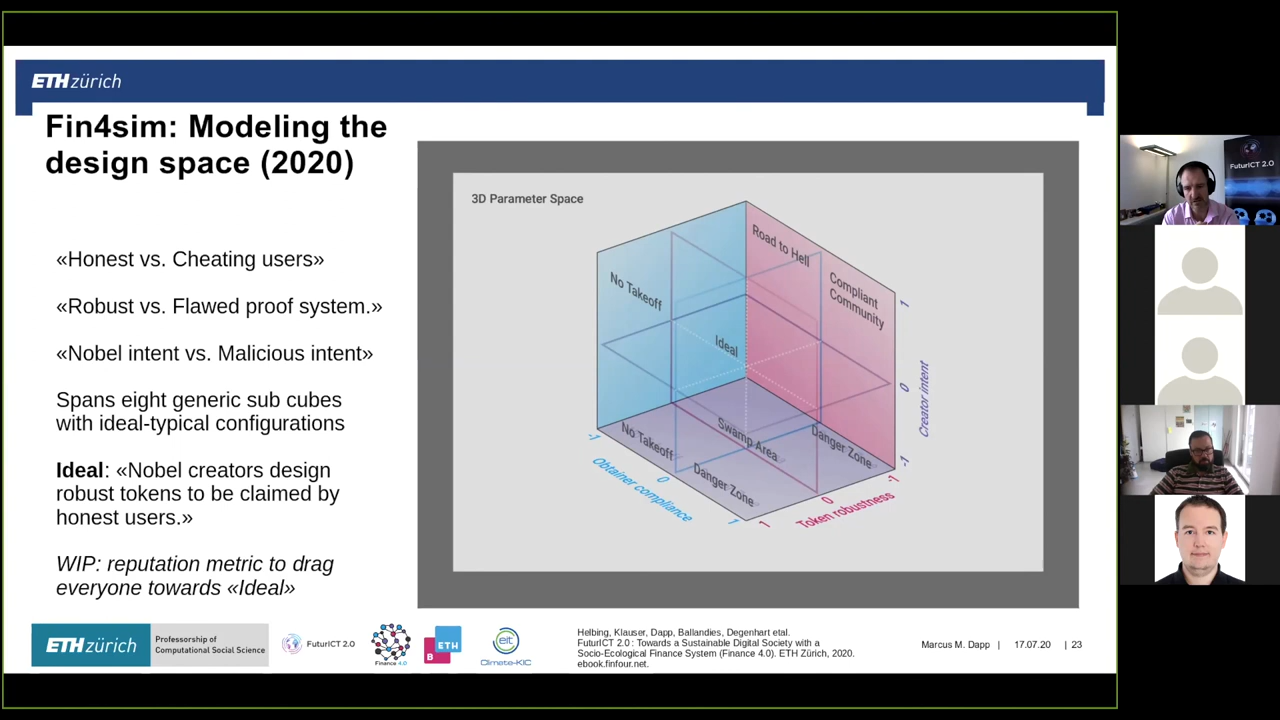 ETHzürich
Fin4sim: Modeling the
design space (2020)
«Honest vs. Cheating users»
«Robust vs. Flawed proof system.»
«Nobel intent vs. Malicious intent»
Spans eight generic sub cubes
with ideal-typical configurations
Ideal: «Nobel creators design
robust tokens to be claimed by
honest users.»
WIP: reputation metric to drag
everyone towards «Ideal»
3D Parameter Space
Road to Hell
No Takeoff
Compliant
Community
Ideal
No Takeoff
Swamp Area
Danger Zone
Danger Zone
1
0
-1
Creator intent
-1
0
1
Obtainer compliance
1
0
-1
Token robustness
ETHzürich
Professorship of
Computational Social Science
FuturICT 2.0
Finance 4.0
B ETH
eit
Climate-KIC
Helbing, Klauser, Dapp, Ballandies, Degenhart etal.
FuturICT 2.0: Towards a Sustainable Digital Society with a
Socio-Ecological Finance System (Finance 4.0). ETH Zürich, 2020.
ebook.finfour.net.
Marcus M. Dapp | 17.07.20 | 23
FuturICT 2.0